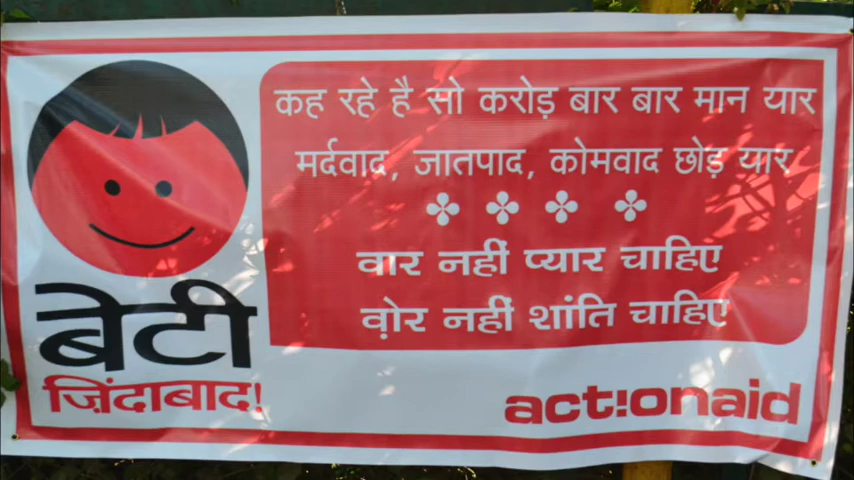 कह रहे है सो करोड़ बार बार मान यार
मर्दवाद, जातपाद, कोमवाद छोड़ यार
वार नहीं प्यार चाहिए
व़ोर नहीं शांति चाहिए
बेटी
ज़िंदाबाद!
act!onaid